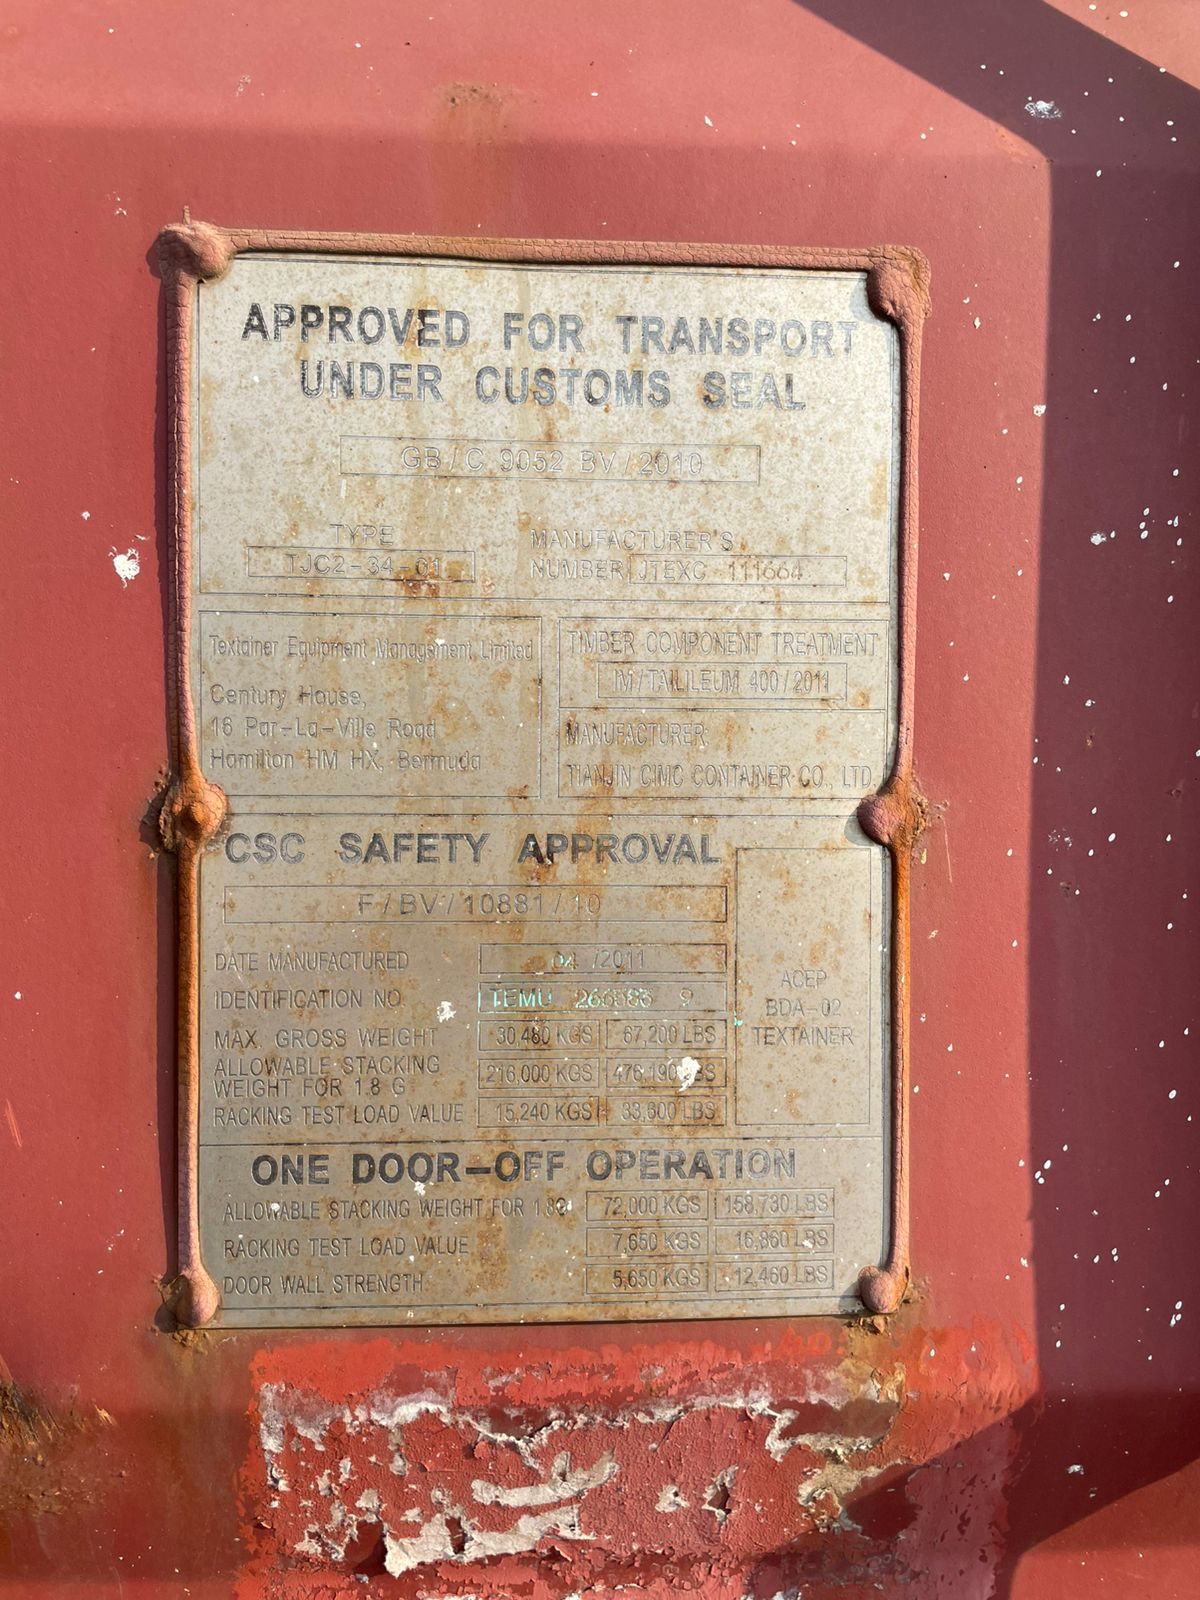 APPROVED FOR TRANSPORT
UNDER CUSTOMS SEAL
GB/C 9052 BV/2010
TYPE
TJC2-34-01
MANUFACTURER'S
NUMBER JTEXC 111664
Textainer Equipment Management Limited
Century House,
16 Par-La-Ville Road
Hamilton HM HX, Bermuda
TIMBER COMPONENT TREATMENT
IM/TAILILEUM 400/2011
MANUFACTURER:
TIANJIN CIMC CONTAINER CO., LTD
CSC SAFETY APPROVAL
F/BV/10881/10
DATE MANUFACTURED 04 /2011
IDENTIFICATION NO. TEMU 9
MAX. GROSS WEIGHT 30,480 KGS 67,200 LBS
ALLOWABLE STACKING
WEIGHT FOR 1.8 G 216,000 KGS 476,190 LBS
RACKING TEST LOAD VALUE 15,240 KGS 33,600 LBS
ACEP
BDA-02
TEXTAINER
ONE DOOR-OFF OPERATION
ALLOWABLE STACKING WEIGHT FOR 1.8G 72,000 KGS 158,730 LBS
RACKING TEST LOAD VALUE 7,650 KGS 16,860 LBS
DOOR WALL STRENGTH 5,650 KGS 12,460 LBS